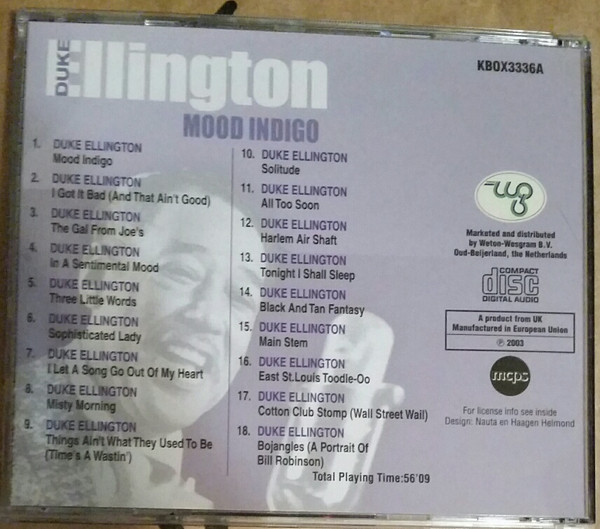 DUKE Ellington
MOOD INDIGO
1. DUKE ELLINGTON
Mood Indigo
2. DUKE ELLINGTON
I Got It Bad (And That Ain't Good)
3. DUKE ELLINGTON
The Gal From Joe's
4. DUKE ELLINGTON
In A Sentimental Mood
5. DUKE ELLINGTON
Three Little Words
6. DUKE ELLINGTON
Sophisticated Lady
7. DUKE ELLINGTON
I Let A Song Go Out Of My Heart
8. DUKE ELLINGTON
Misty Morning
9. DUKE ELLINGTON
Things Ain't What They Used To Be
(Time's A Wastin')
10. DUKE ELLINGTON
Solitude
11. DUKE ELLINGTON
All Too Soon
12. DUKE ELLINGTON
Harlem Air Shaft
13. DUKE ELLINGTON
Tonight I Shall Sleep
14. DUKE ELLINGTON
Black And Tan Fantasy
15. DUKE ELLINGTON
Main Stem
16. DUKE ELLINGTON
East St.Louis Toodle-Oo
17. DUKE ELLINGTON
Cotton Club Stomp (Wall Street Wail)
18. DUKE ELLINGTON
Bojangles (A Portrait Of
Bill Robinson)
Total Playing Time:56'09
KBOX3336A
Marketed and distributed
by Weton-Wesgram B.V.
Oud-Beijerland, the Netherlands
COMPACT
disc
DIGITAL AUDIO
A product from UK
Manufactured in European Union
℗ 2003
mcps
For license info see inside
Design: Nauta en Haagen Helmond